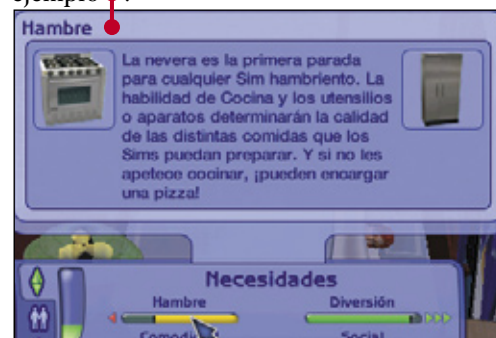 ejemplo
Hambre
La nevera es la primera parada
para cualquier Sim hambriento. La
habilidad de Cocina y los utensilios
o aparatos determinarán la calidad
de las distintas comidas que los
Sims puedan preparar. Y si no les
apetece cocinar, ¡pueden encargar
una pizza!
Necesidades
Hambre Diversión
Social